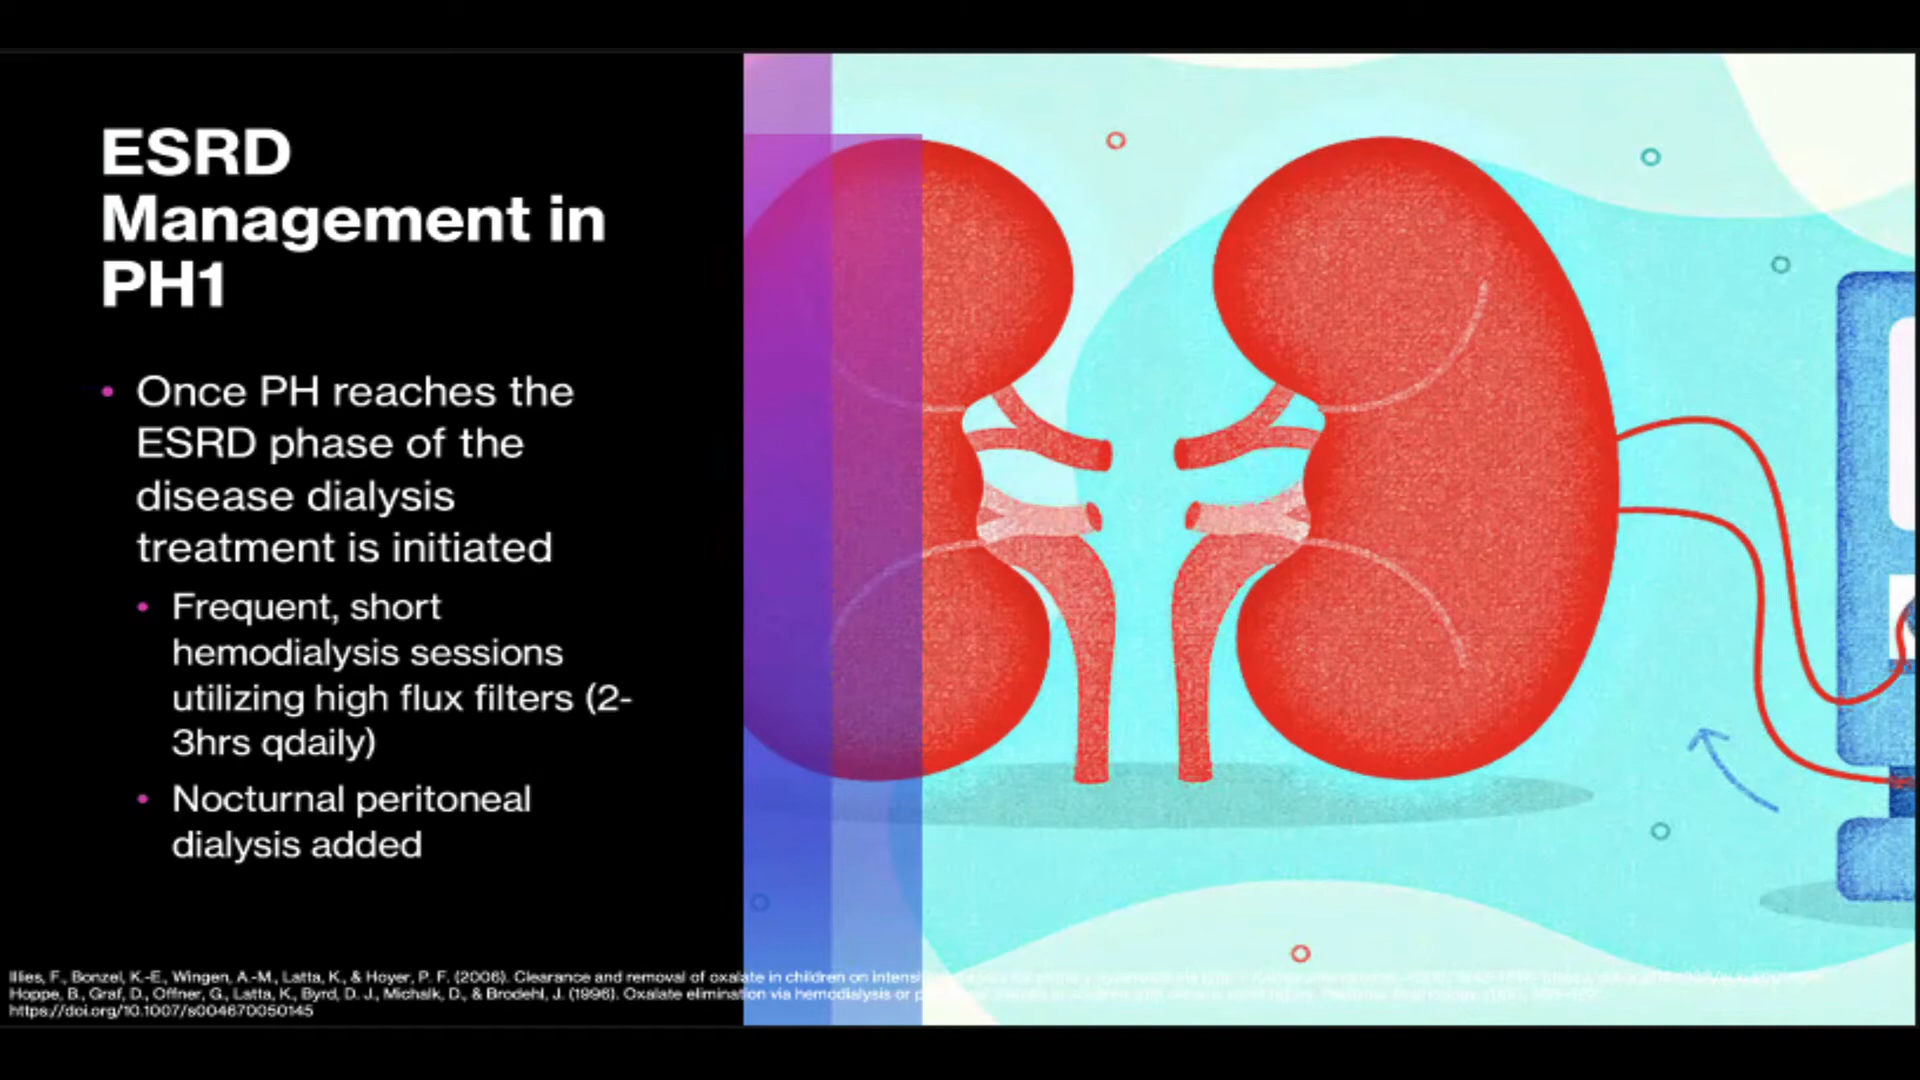 ESRD
Management in
PH1
• Once PH reaches the
ESRD phase of the
disease dialysis
treatment is initiated
• Frequent, short
hemodialysis sessions
utilizing high flux filters (2-
3hrs qdaily)
• Nocturnal peritoneal
dialysis added
Illies, F., Bonzel, K.-E., Wingen, A.-M., Latta, K., & Hoyer, P. F. (2006). Clearance and removal of oxalate in children on
Hoppe, B., Graf, D., Offner, G., Latta, K., Byrd, D. J., Michalk, D., & Brodehl, J. (1996). Oxalate elimination via hemodialysis or
https://doi.org/10.1007/s004670050145